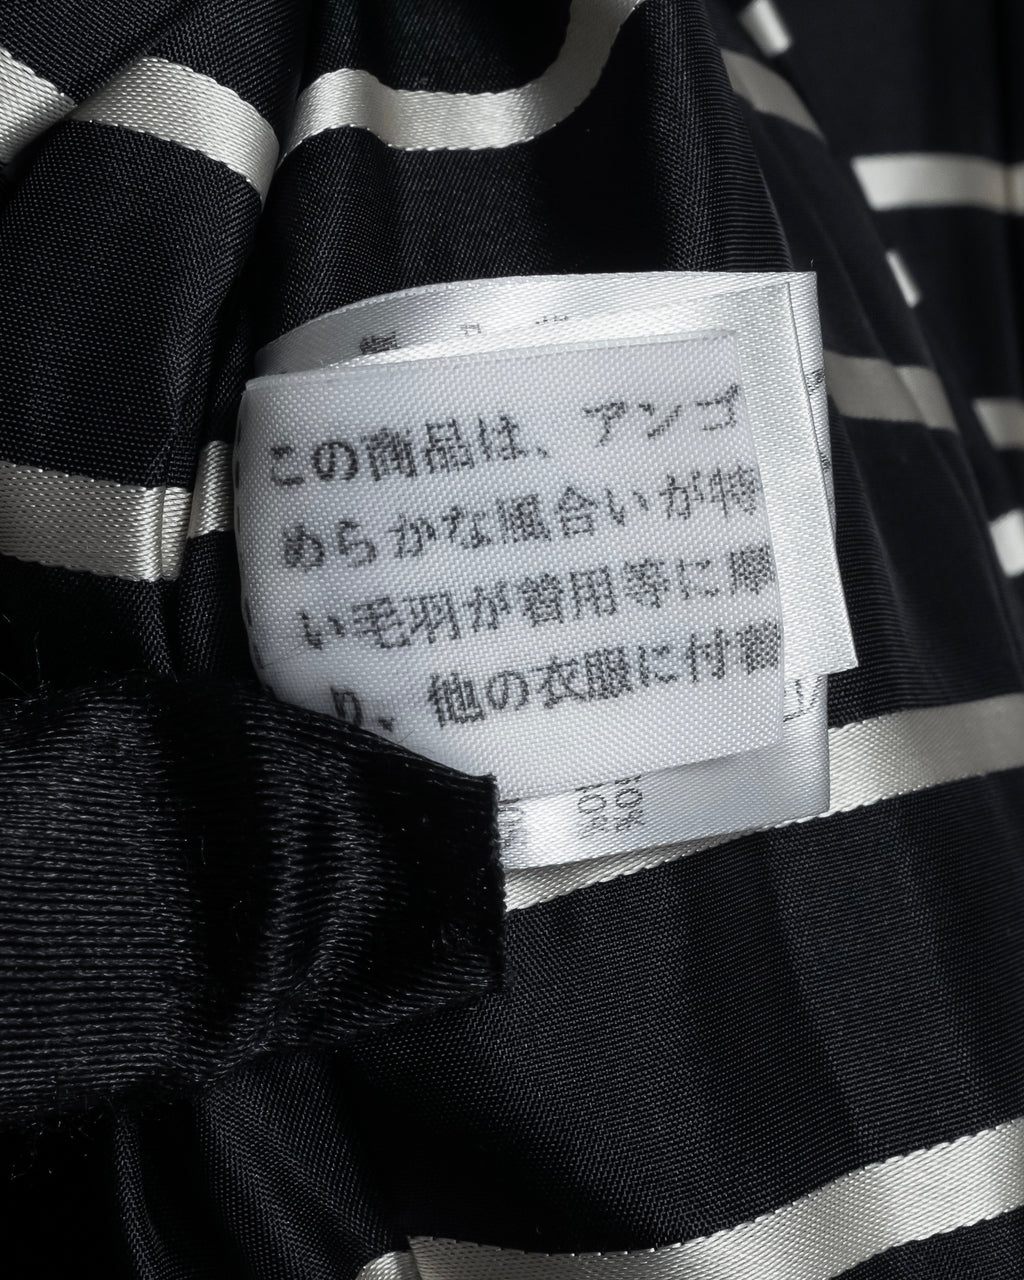 この商品は、アンゴ
めらかな風合いが特
い毛羽が着用等に摩
り、他の衣服に付着